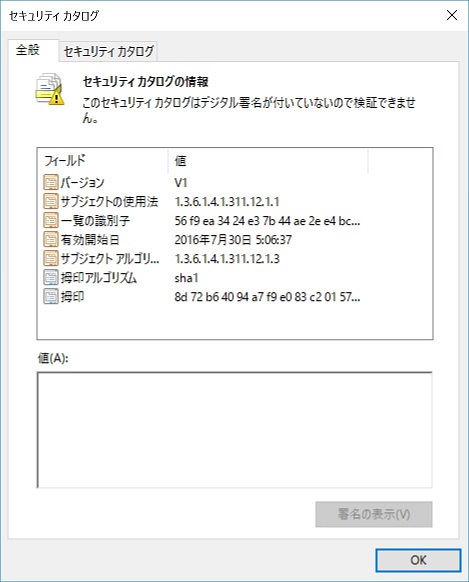 セキュリティ カタログ
全般
セキュリティ カタログ
セキュリティ カタログの情報
このセキュリティ カタログはデジタル署名が付いていないので検証できませ
ん。
フィールド 値
バージョン V1
サブジェクトの使用法 1.3.6.1.4.1.311.12.1.1
一覧の識別子 56 f9 ea 34 24 e3 7b 44 ae 2e e4 bc...
有効開始日 2016年7月30日 5:06:37
サブジェクト アルゴリ... 1.3.6.1.4.1.311.12.1.3
拇印アルゴリズム sha1
拇印 8d 72 b6 40 94 a7 f9 e0 83 c2 01 57...
値(A):
署名の表示(V)
OK